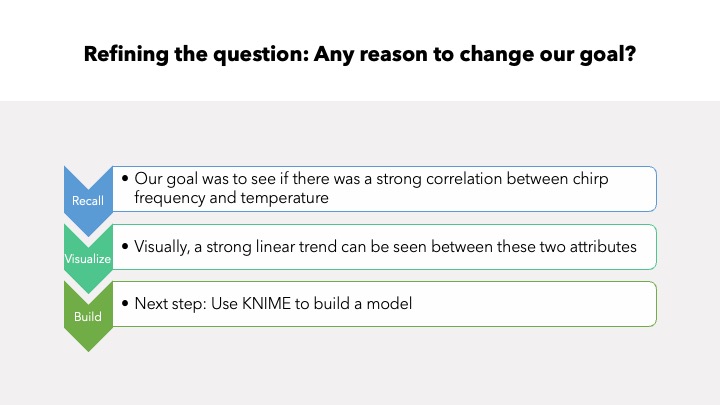 Refining the question: Any reason to change our goal?
Recall
• Our goal was to see if there was a strong correlation between chirp
frequency and temperature
Visualize
• Visually, a strong linear trend can be seen between these two attributes
Build
• Next step: Use KNIME to build a model